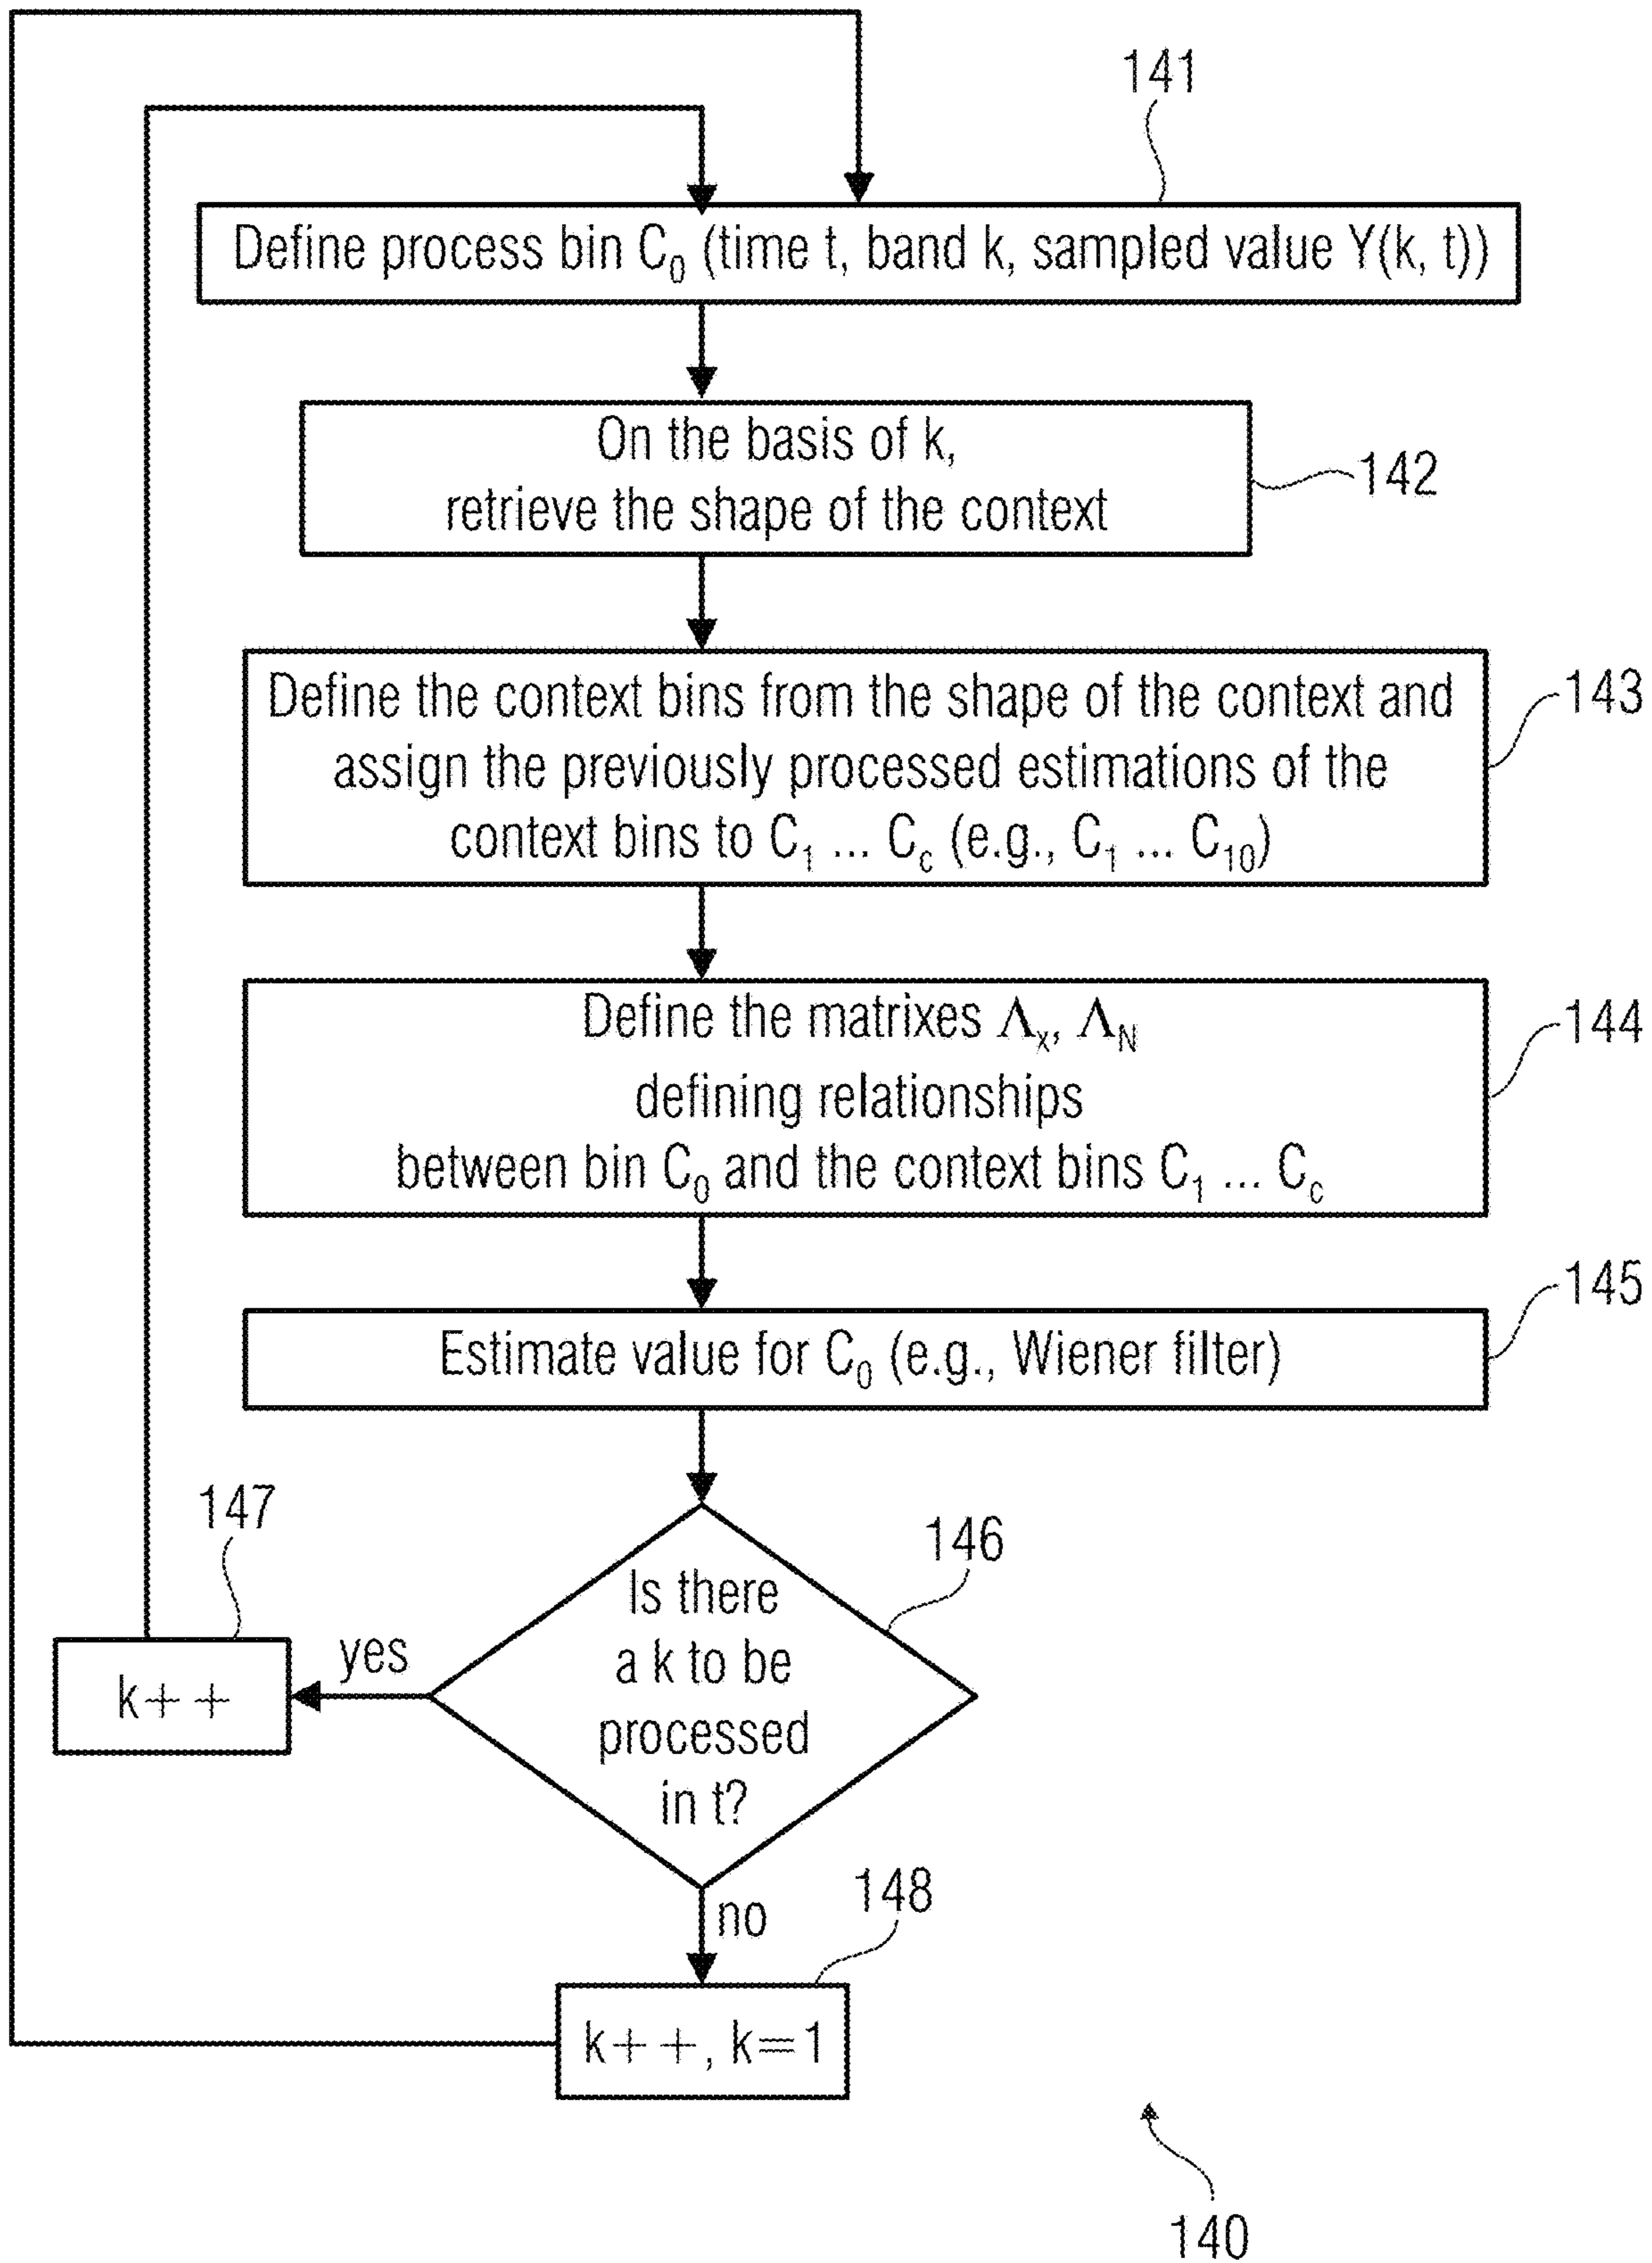 141
Define process bin C₀ (time t, band k, sampled value Y(k, t))
On the basis of k,
retrieve the shape of the context
142
Define the context bins from the shape of the context and
assign the previously processed estimations of the
context bins to C₁ ... C꜀ (e.g., C₁ ... C₁₀)
143
Define the matrixes Λₓ, Λ_N
defining relationships
between bin C₀ and the context bins C₁ ... C꜀
144
145
Estimate value for C₀ (e.g., Wiener filter)
146
Is there
a k to be
processed
in t?
147
yes
k++
no
148
k++, k=1
140